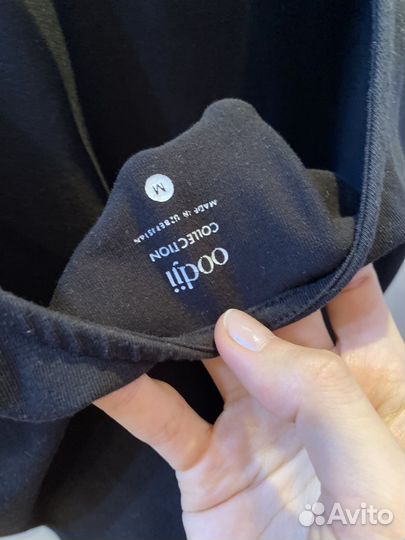 oodji
COLLECTION
MADE IN UZBEKISTAN
M
Avito